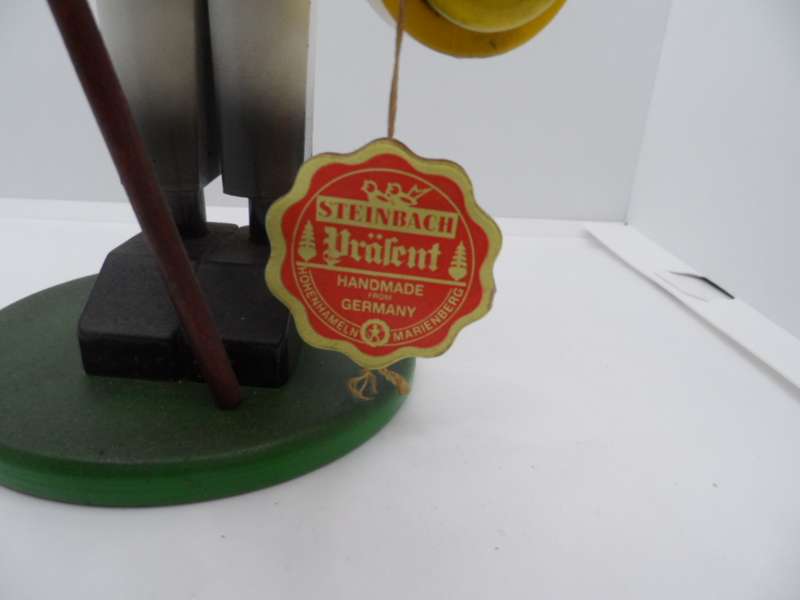 STEINBACH
Präſent
HANDMADE
FROM
GERMANY
HOHENHAMELN MARIENBERG